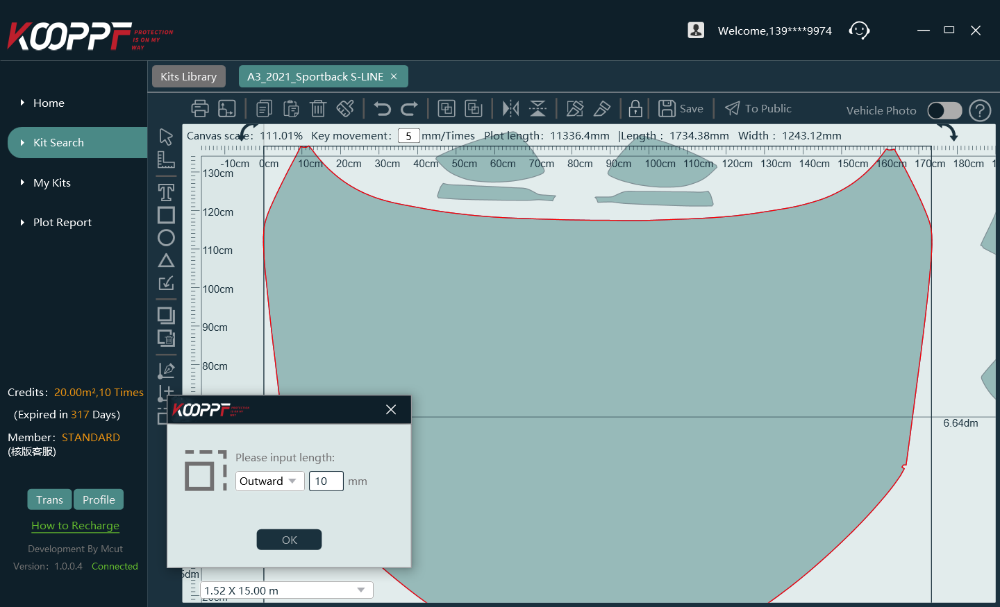 KOOPPF PROTECTION
IS ON MY
WAY
Welcome,139****9974
Home
Kit Search
My Kits
Plot Report
Credits: 20.00m²,10 Times
(Expired in 317 Days)
Member: STANDARD
(核版客服)
Trans
Profile
How to Recharge
Development By Mcut
Version: 1.0.0.4 Connected
Kits Library
A3_2021_Sportback S-LINE ×
Save
To Public
Vehicle Photo
?
Canvas scale: 111.01% Key movement: 5 mm/Times Plot length: 11336.4mm |Length : 1734.38mm Width : 1243.12mm
-10cm 0cm 10cm 20cm 30cm 40cm 50cm 60cm 70cm 80cm 90cm 100cm 110cm 120cm 130cm 140cm 150cm 160cm 170cm 180cm
130cm
120cm
110cm
100cm
90cm
80cm
6.64dm
KOOPPF PROTECTION
IS ON MY
WAY
Please input length:
Outward 10 mm
OK
5dm
20cm
1.52 X 15.00 m